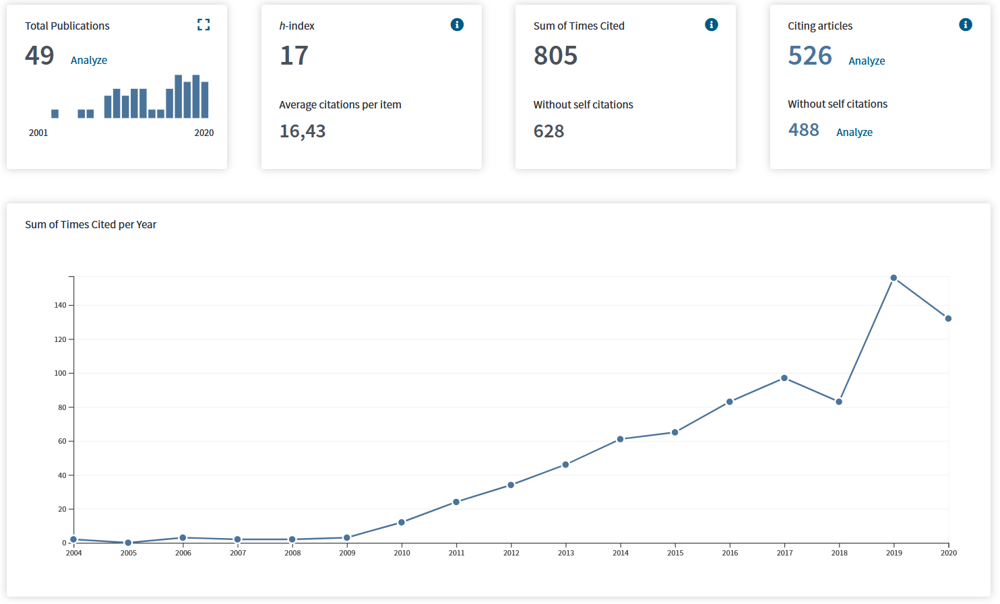 Total Publications
49 Analyze
2001 2020
h-index
17
Average citations per item
16,43
Sum of Times Cited
805
Without self citations
628
Citing articles
526 Analyze
Without self citations
488 Analyze
Sum of Times Cited per Year
140
120
100
80
60
40
20
0
2004 2005 2006 2007 2008 2009 2010 2011 2012 2013 2014 2015 2016 2017 2018 2019 2020